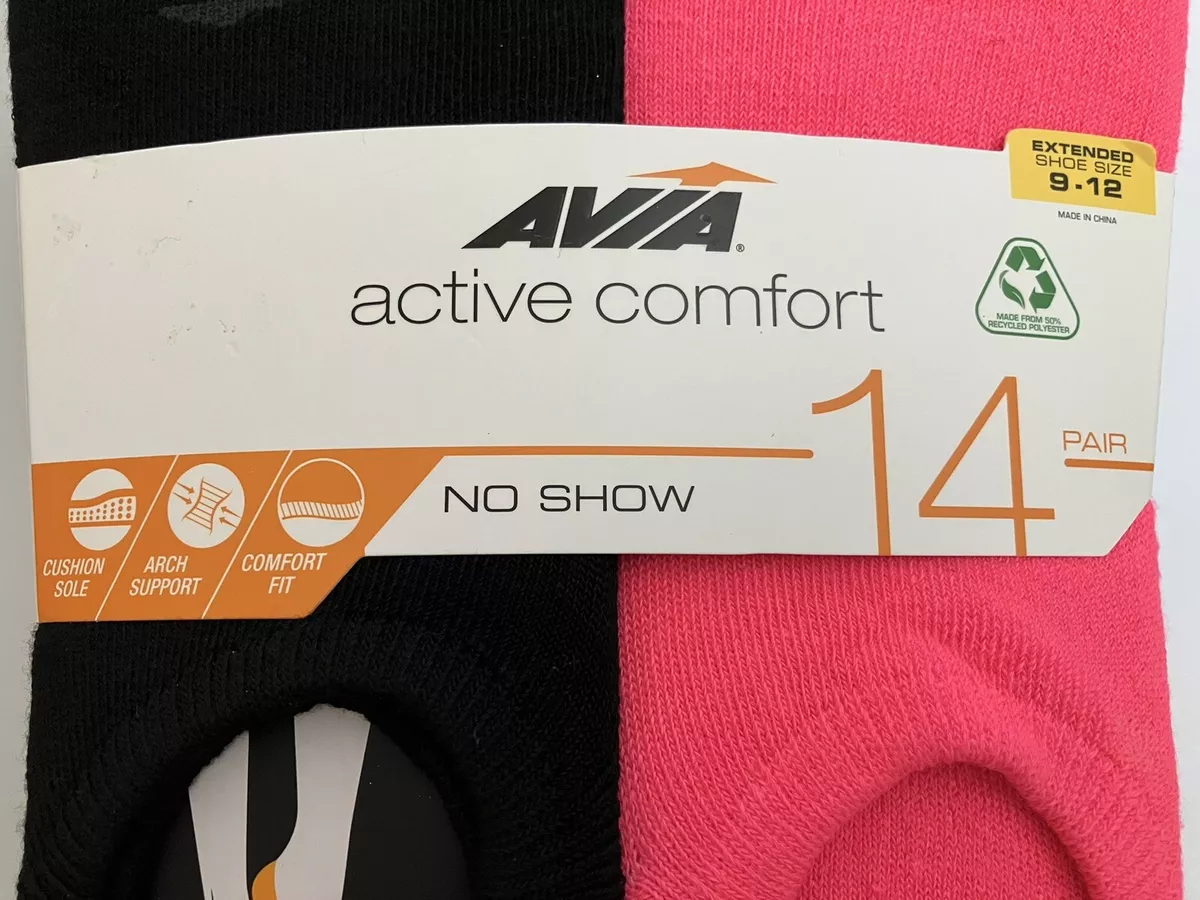 EXTENDED
SHOE SIZE
9-12
MADE IN CHINA
AVIA®
active comfort
MADE FROM 50%
RECYCLED POLYESTER
14 PAIR
NO SHOW
CUSHION
SOLE
ARCH
SUPPORT
COMFORT
FIT